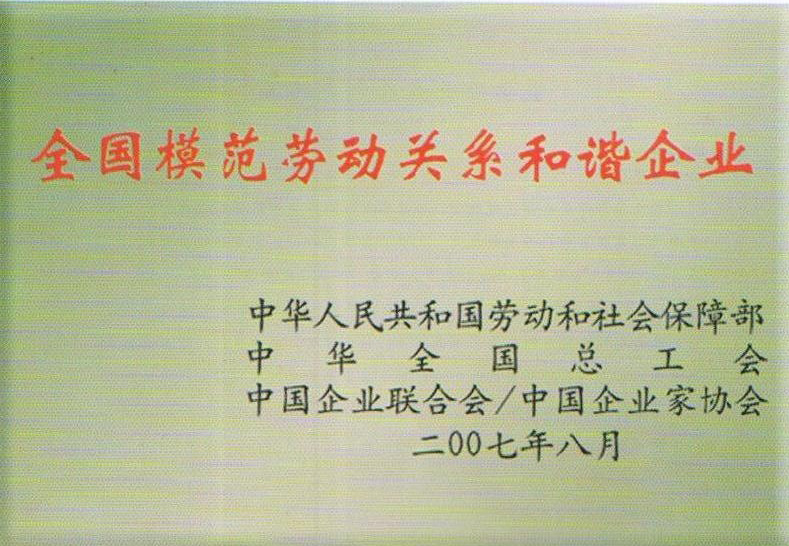 全国模范劳动关系和谐企业
中华人民共和国劳动和社会保障部
中华全国总工会
中国企业联合会/中国企业家协会
二00七年八月